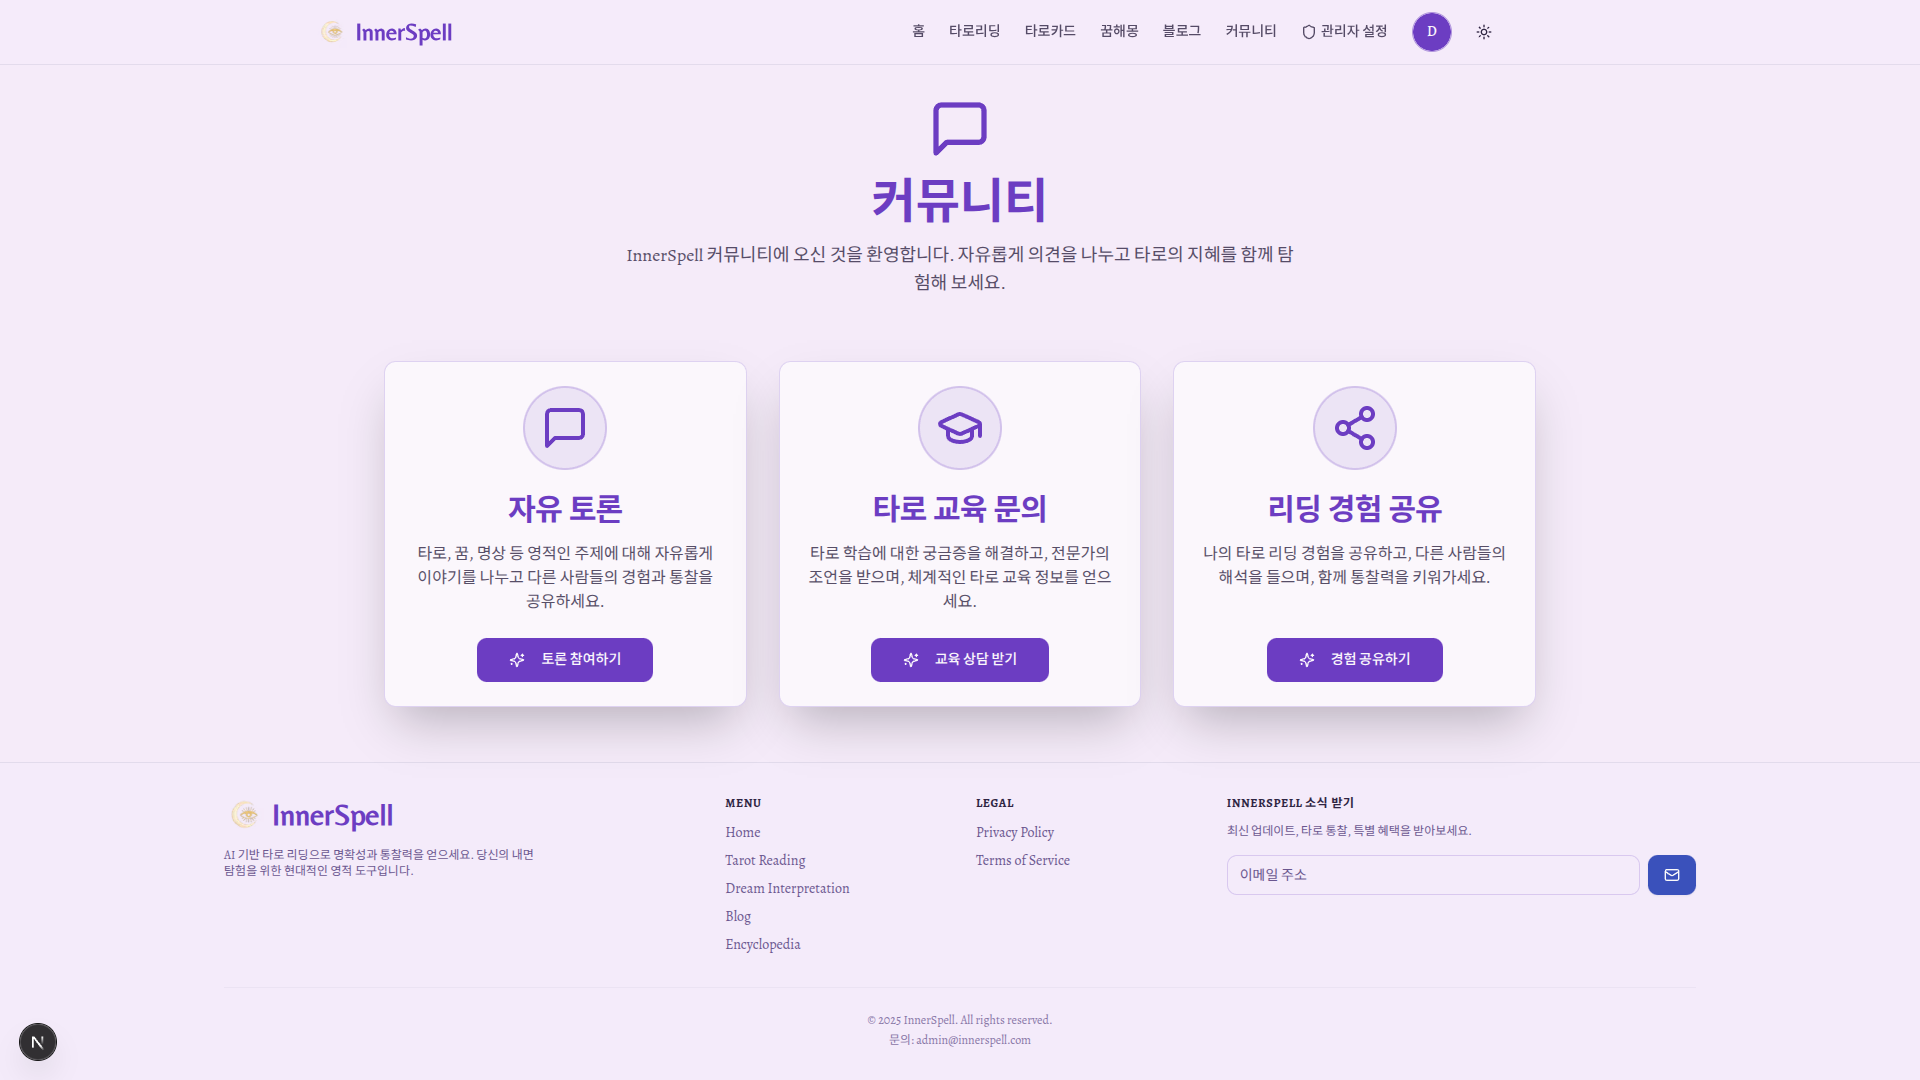 InnerSpell
홈
타로리딩
타로카드
꿈해몽
블로그
커뮤니티
관리자 설정
D
커뮤니티
InnerSpell 커뮤니티에 오신 것을 환영합니다. 자유롭게 의견을 나누고 타로의 지혜를 함께 탐
험해 보세요.
자유 토론
타로, 꿈, 명상 등 영적인 주제에 대해 자유롭게
이야기를 나누고 다른 사람들의 경험과 통찰을
공유하세요.
토론 참여하기
타로 교육 문의
타로 학습에 대한 궁금증을 해결하고, 전문가의
조언을 받으며, 체계적인 타로 교육 정보를 얻으
세요.
교육 상담 받기
리딩 경험 공유
나의 타로 리딩 경험을 공유하고, 다른 사람들의
해석을 들으며, 함께 통찰력을 키워가세요.
경험 공유하기
InnerSpell
AI 기반 타로 리딩으로 명확성과 통찰력을 얻으세요. 당신의 내면
탐험을 위한 현대적인 영적 도구입니다.
MENU
Home
Tarot Reading
Dream Interpretation
Blog
Encyclopedia
LEGAL
Privacy Policy
Terms of Service
INNERSPELL 소식 받기
최신 업데이트, 타로 통찰, 특별 혜택을 받아보세요.
이메일 주소
© 2025 InnerSpell. All rights reserved.
문의: admin@innerspell.com
N